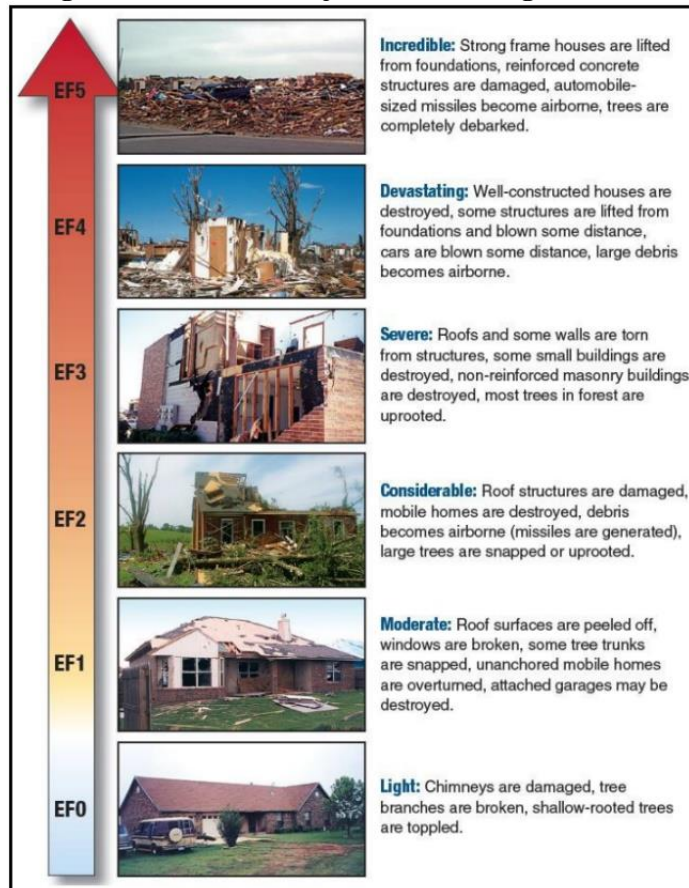 EF5
Incredible: Strong frame houses are lifted
from foundations, reinforced concrete
structures are damaged, automobile-
sized missiles become airborne, trees are
completely debarked.
EF4
Devastating: Well-constructed houses are
destroyed, some structures are lifted from
foundations and blown some distance,
cars are blown some distance, large debris
becomes airborne.
EF3
Severe: Roofs and some walls are torn
from structures, some small buildings are
destroyed, non-reinforced masonry buildings
are destroyed, most trees in forest are
uprooted.
EF2
Considerable: Roof structures are damaged,
mobile homes are destroyed, debris
becomes airborne (missiles are generated),
large trees are snapped or uprooted.
EF1
Moderate: Roof surfaces are peeled off,
windows are broken, some tree trunks
are snapped, unanchored mobile homes
are overturned, attached garages may be
destroyed.
EF0
Light: Chimneys are damaged, tree
branches are broken, shallow-rooted trees
are toppled.